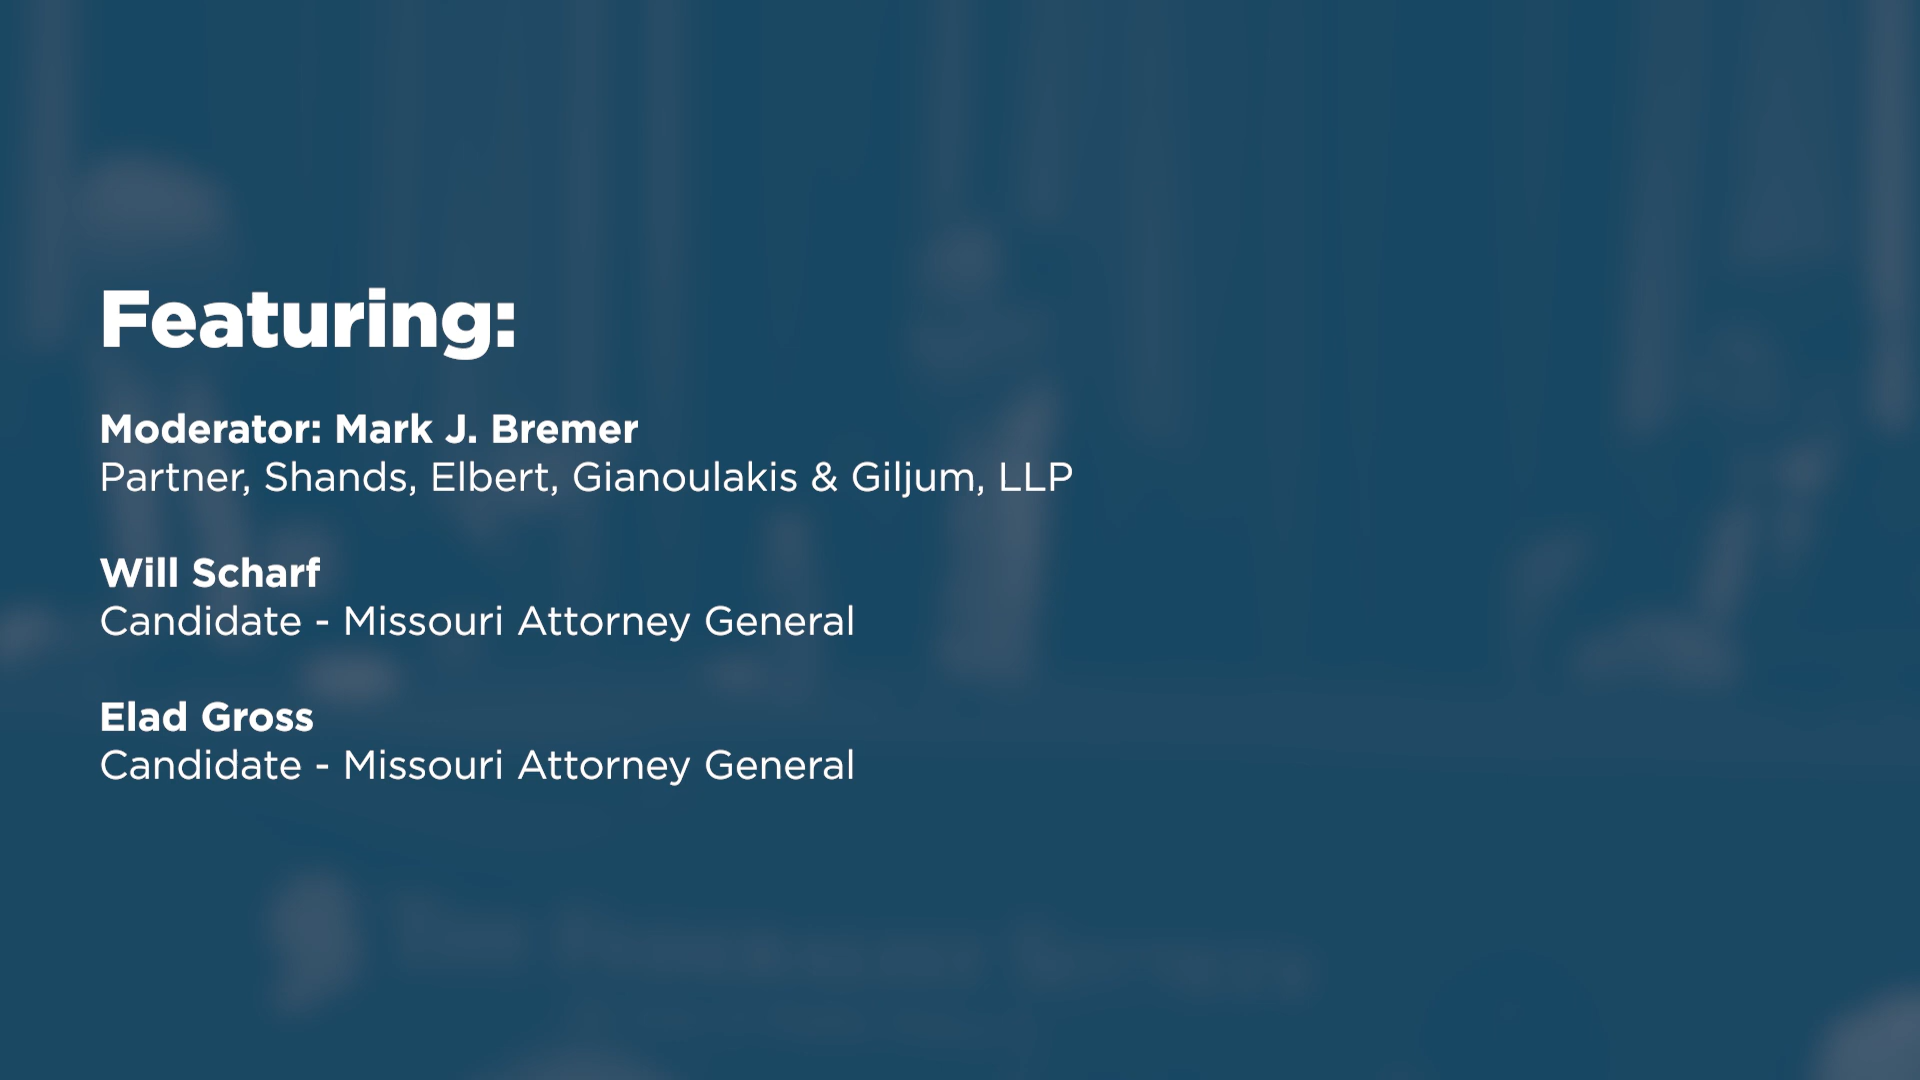 Featuring:
Moderator: Mark J. Bremer
Partner, Shands, Elbert, Gianoulakis & Giljum, LLP
Will Scharf
Candidate - Missouri Attorney General
Elad Gross
Candidate - Missouri Attorney General